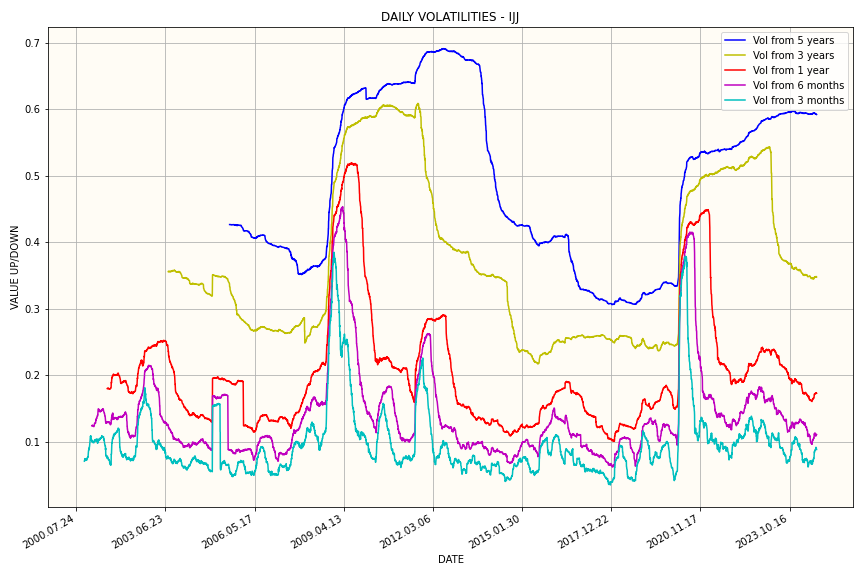 DAILY VOLATILITIES - IJJ
Vol from 5 years
Vol from 3 years
Vol from 1 year
Vol from 6 months
Vol from 3 months
VALUE UP/DOWN
0.7
0.6
0.5
0.4
0.3
0.2
0.1
2000.07.24
2003.06.23
2006.05.17
2009.04.13
2012.03.06
2015.01.30
2017.12.22
2020.11.17
2023.10.16
DATE